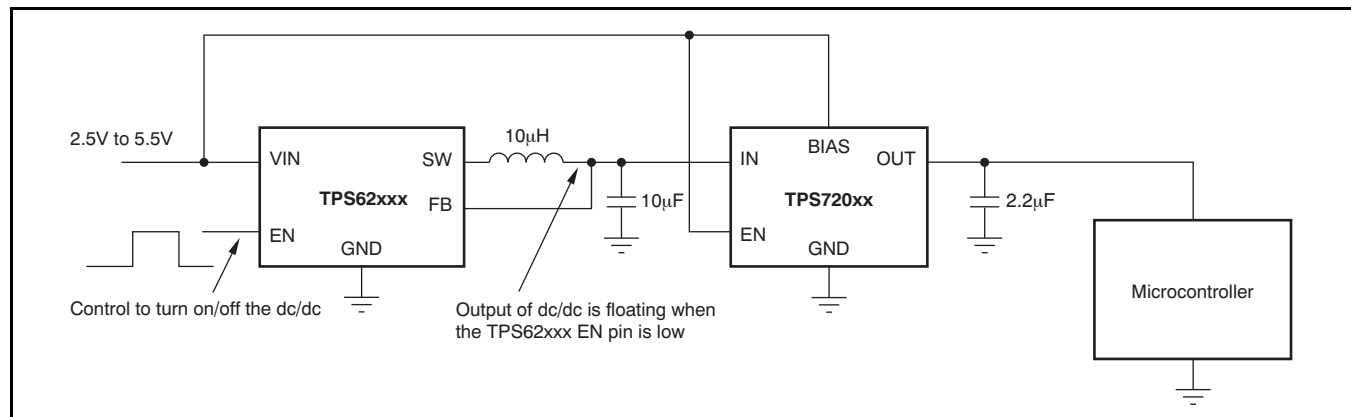 2.5V to 5.5V
VIN
SW
TPS62xxx
FB
EN
GND
10μH
10μF
IN
BIAS
OUT
TPS720xx
EN
GND
2.2μF
Microcontroller
Control to turn on/off the dc/dc
Output of dc/dc is floating when
the TPS62xxx EN pin is low